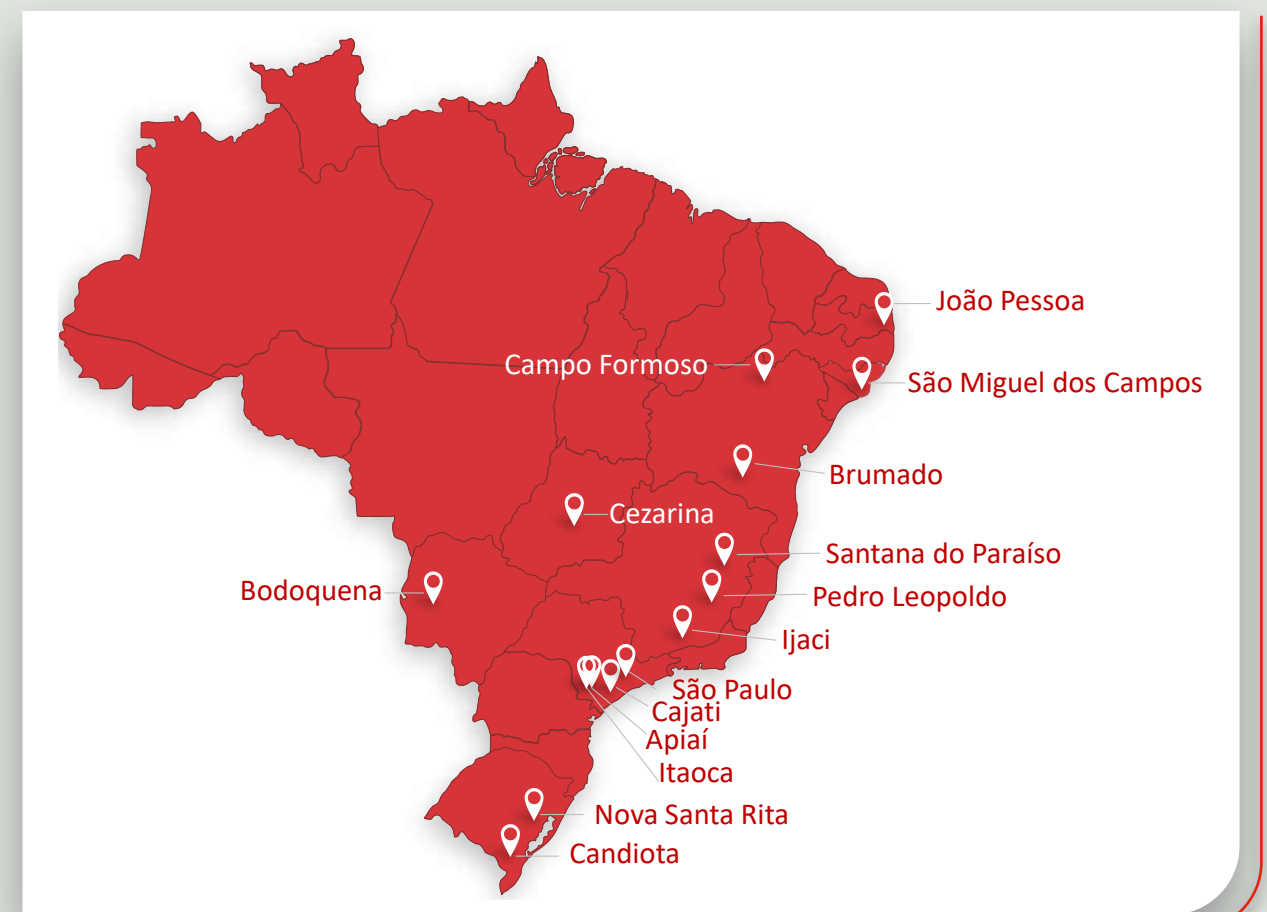 João Pessoa
Campo Formoso
São Miguel dos Campos
Brumado
Cezarina
Santana do Paraíso
Bodoquena
Pedro Leopoldo
Ijaci
São Paulo
Cajati
Apiaí
Itaoca
Nova Santa Rita
Candiota